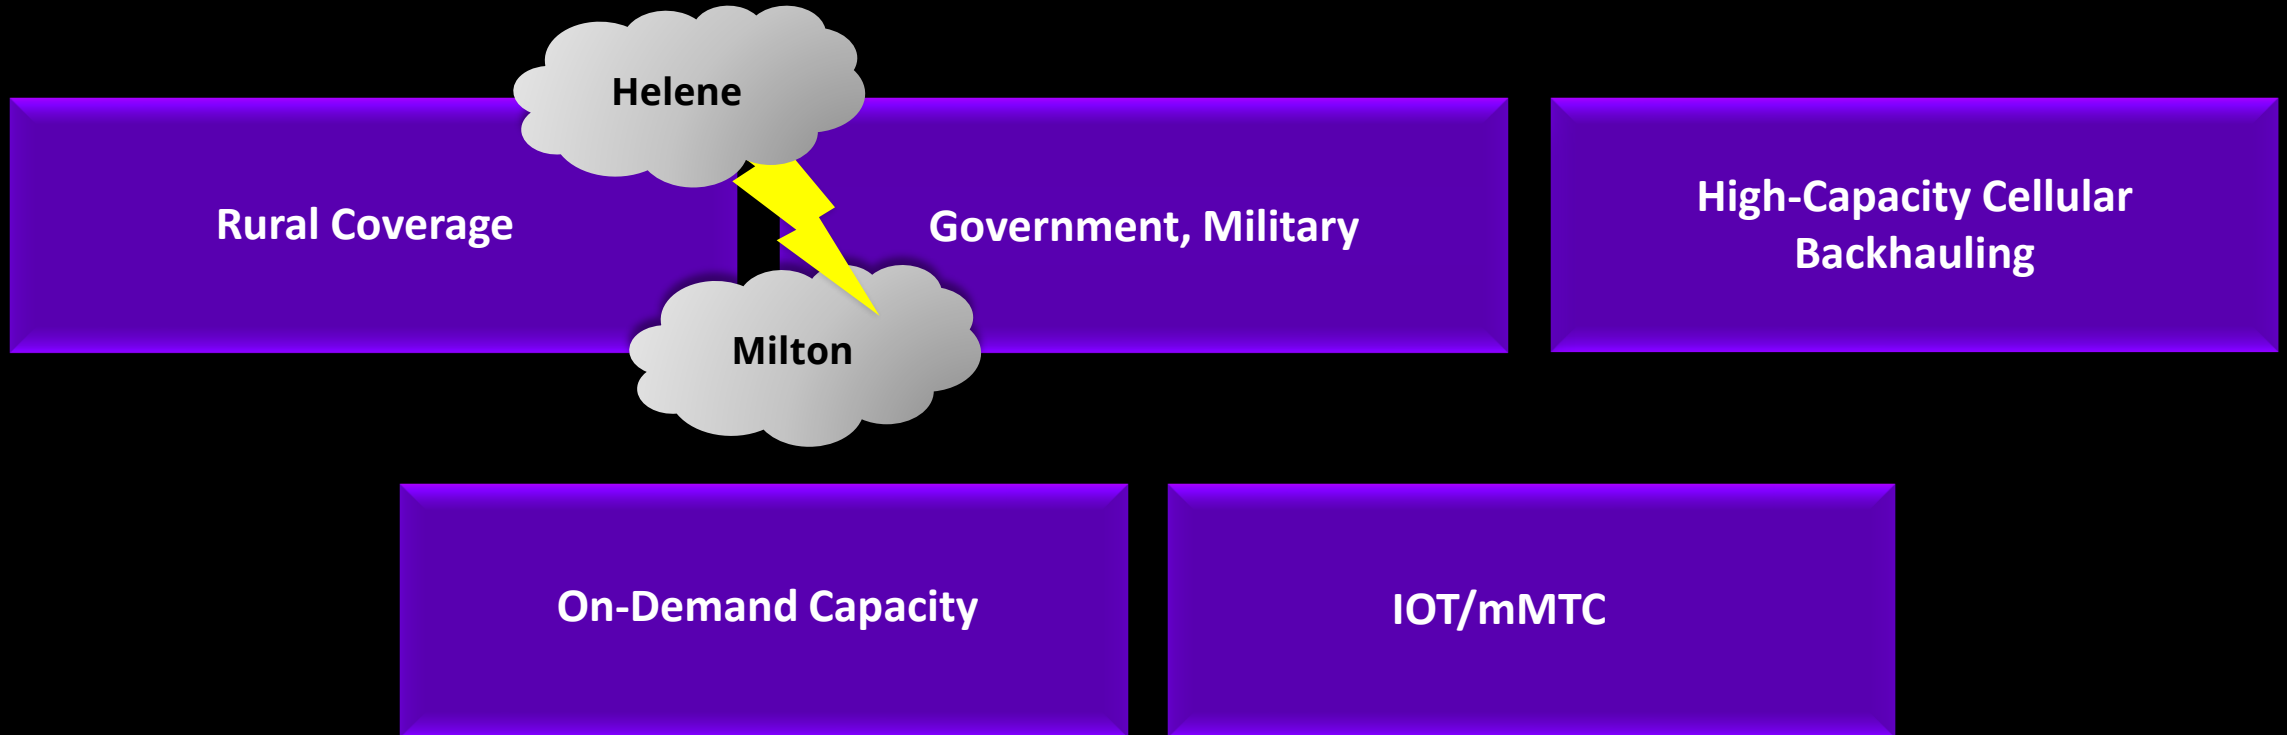 Helene
Rural Coverage
Government, Military
High-Capacity Cellular
Backhauling
Milton
On-Demand Capacity
IOT/mMTC